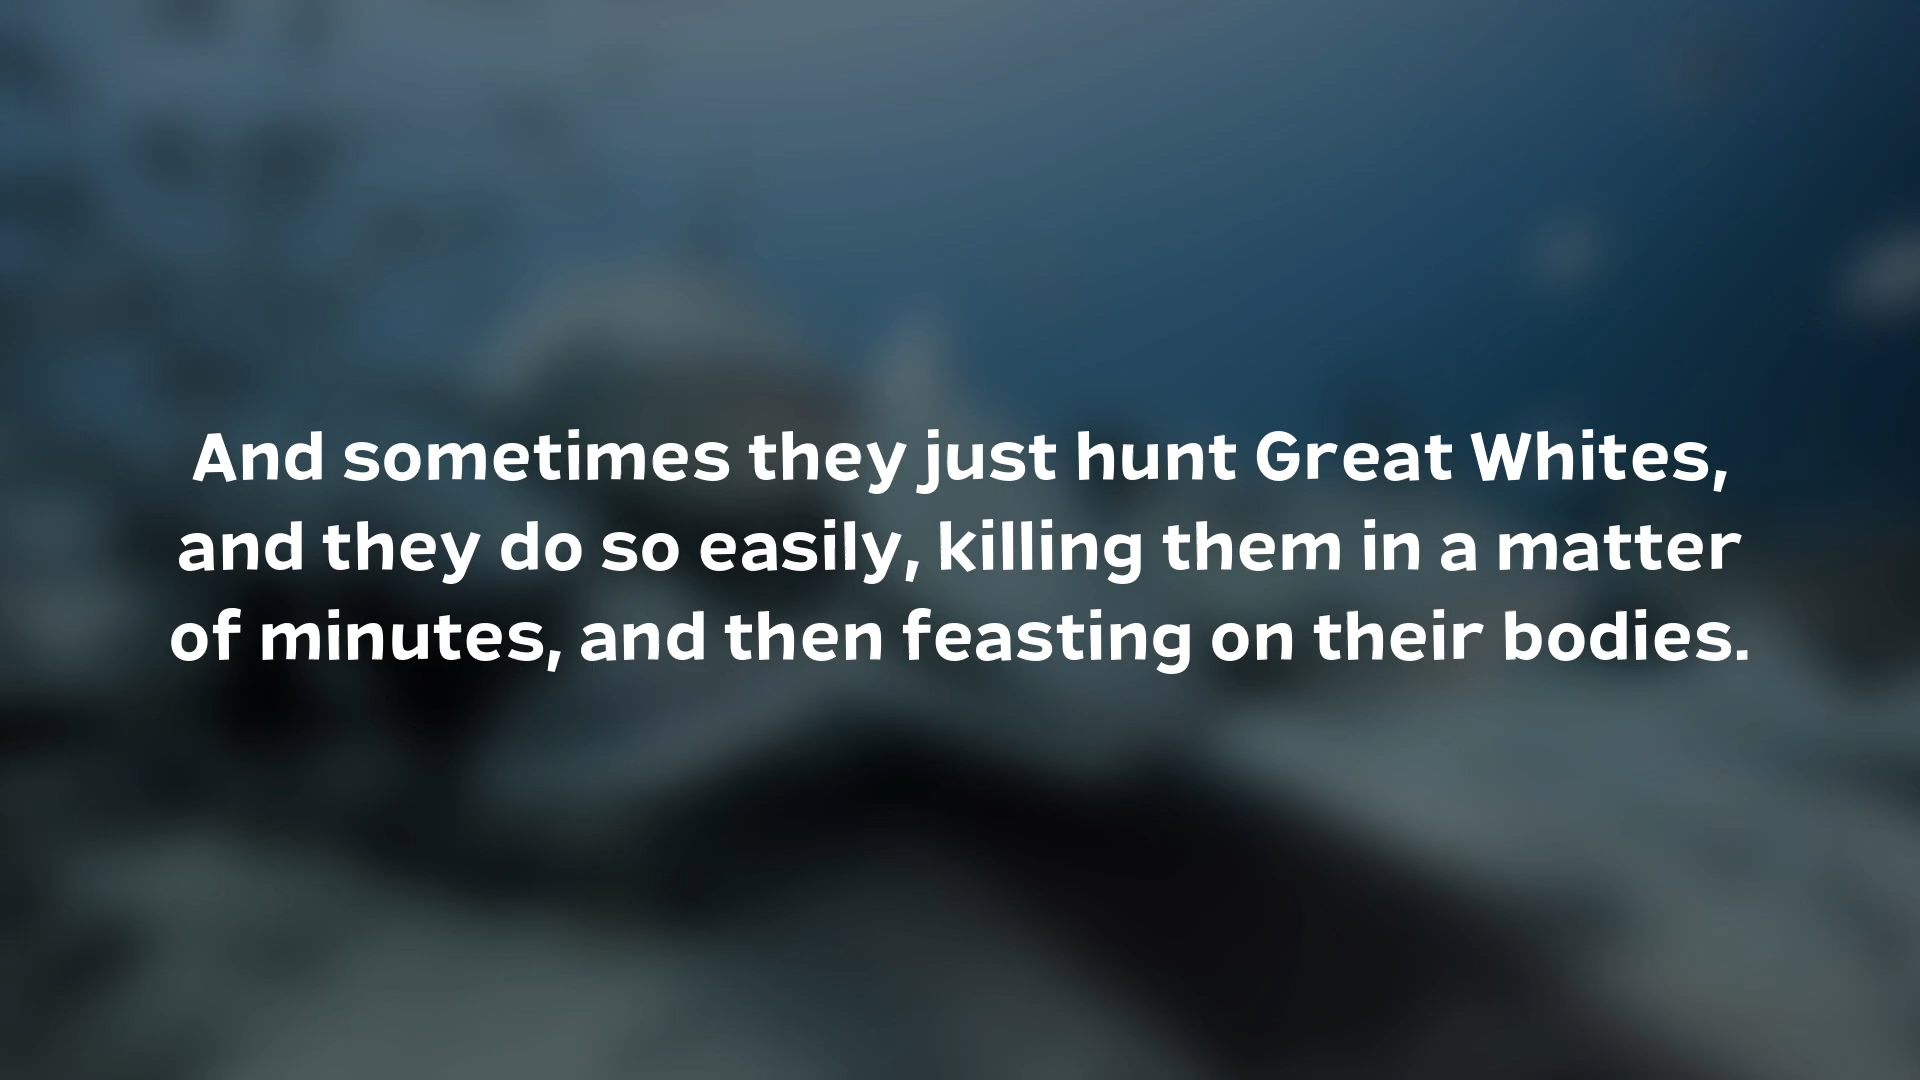 And sometimes they just hunt Great Whites,
and they do so easily, killing them in a matter
of minutes, and then feasting on their bodies.